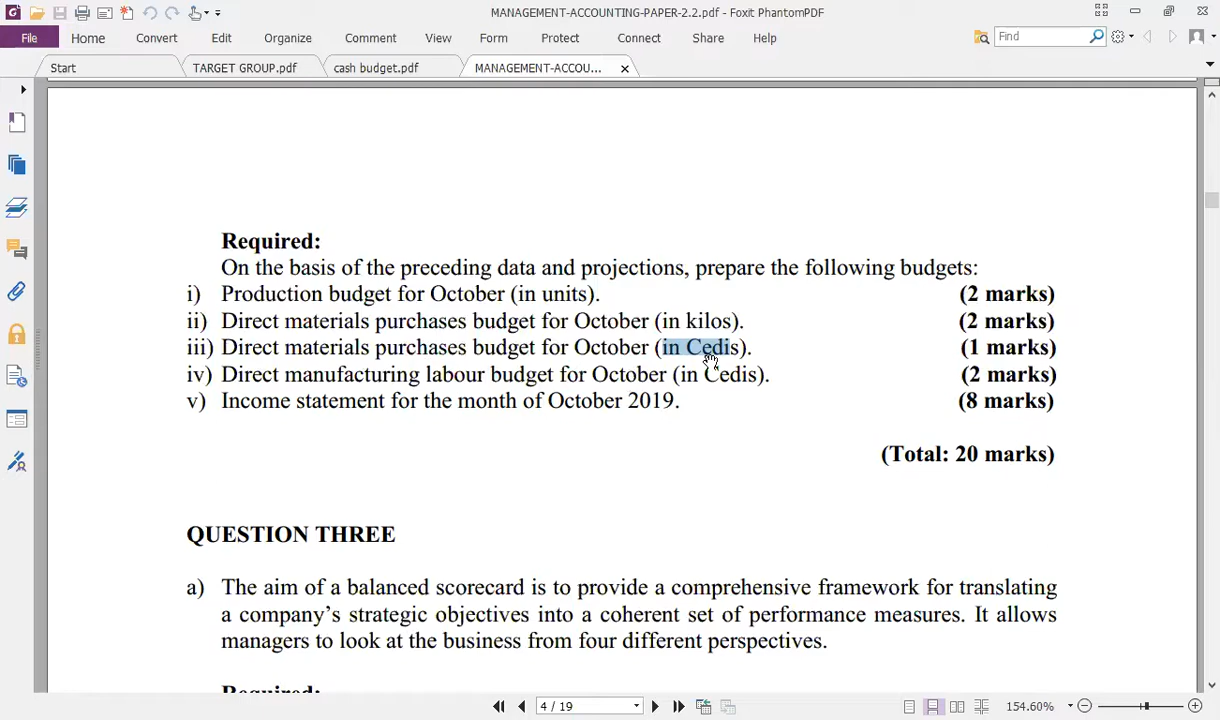 MANAGEMENT-ACCOUNTING-PAPER-2.2.pdf - Foxit PhantomPDF
File Home Convert Edit Organize Comment View Form Protect Connect Share Help Find
Start TARGET GROUP.pdf cash budget.pdf MANAGEMENT-ACCOU...
Required:
On the basis of the preceding data and projections, prepare the following budgets:
i) Production budget for October (in units). (2 marks)
ii) Direct materials purchases budget for October (in kilos). (2 marks)
iii) Direct materials purchases budget for October (in Cedis). (1 marks)
iv) Direct manufacturing labour budget for October (in Cedis). (2 marks)
v) Income statement for the month of October 2019. (8 marks)
(Total: 20 marks)
QUESTION THREE
a) The aim of a balanced scorecard is to provide a comprehensive framework for translating
a company's strategic objectives into a coherent set of performance measures. It allows
managers to look at the business from four different perspectives.
Required:
4 / 19 154.60%